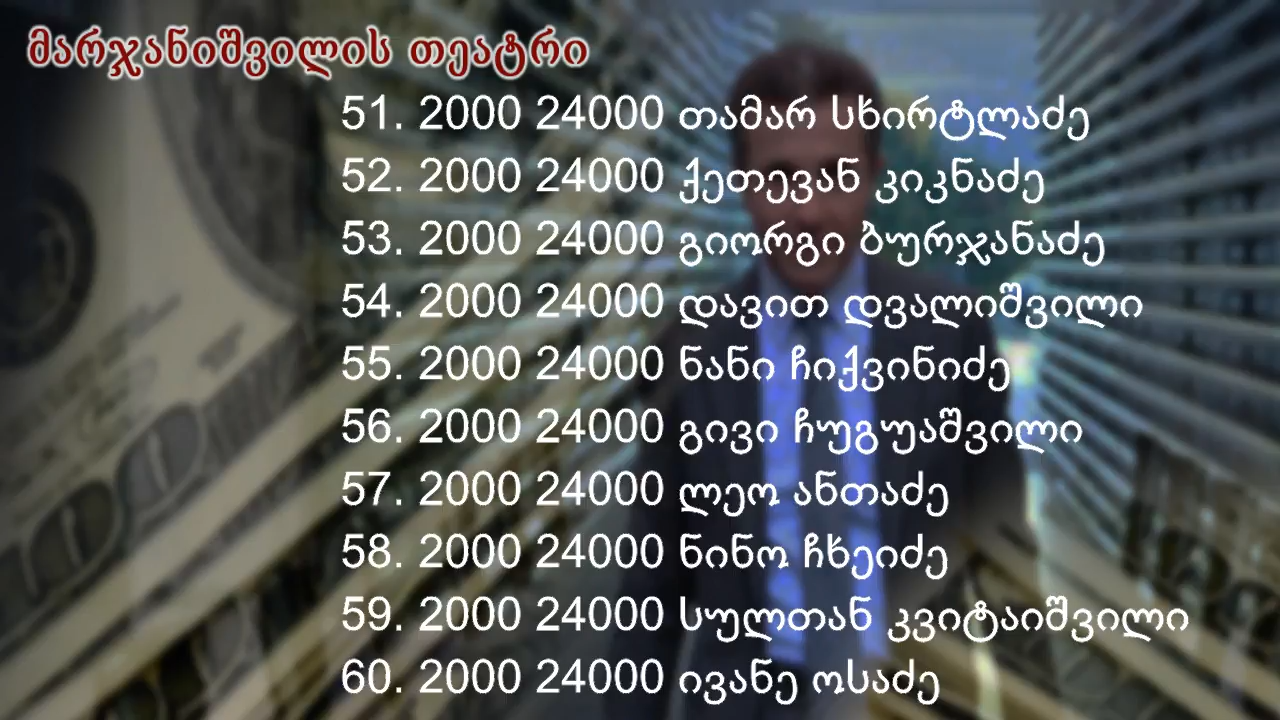 მარჯანიშვილის თეატრი
51. 2000 24000 თამარ სხირტლაძე
52. 2000 24000 ქეთევან კიკნაძე
53. 2000 24000 გიორგი ბურჯანაძე
54. 2000 24000 დავით დვალიშვილი
55. 2000 24000 ნანი ჩიქვინიძე
56. 2000 24000 გივი ჩუგუაშვილი
57. 2000 24000 ლეო ანთაძე
58. 2000 24000 ნინო ჩხეიძე
59. 2000 24000 სულთან კვიტაიშვილი
60. 2000 24000 ივანე ოსაძე